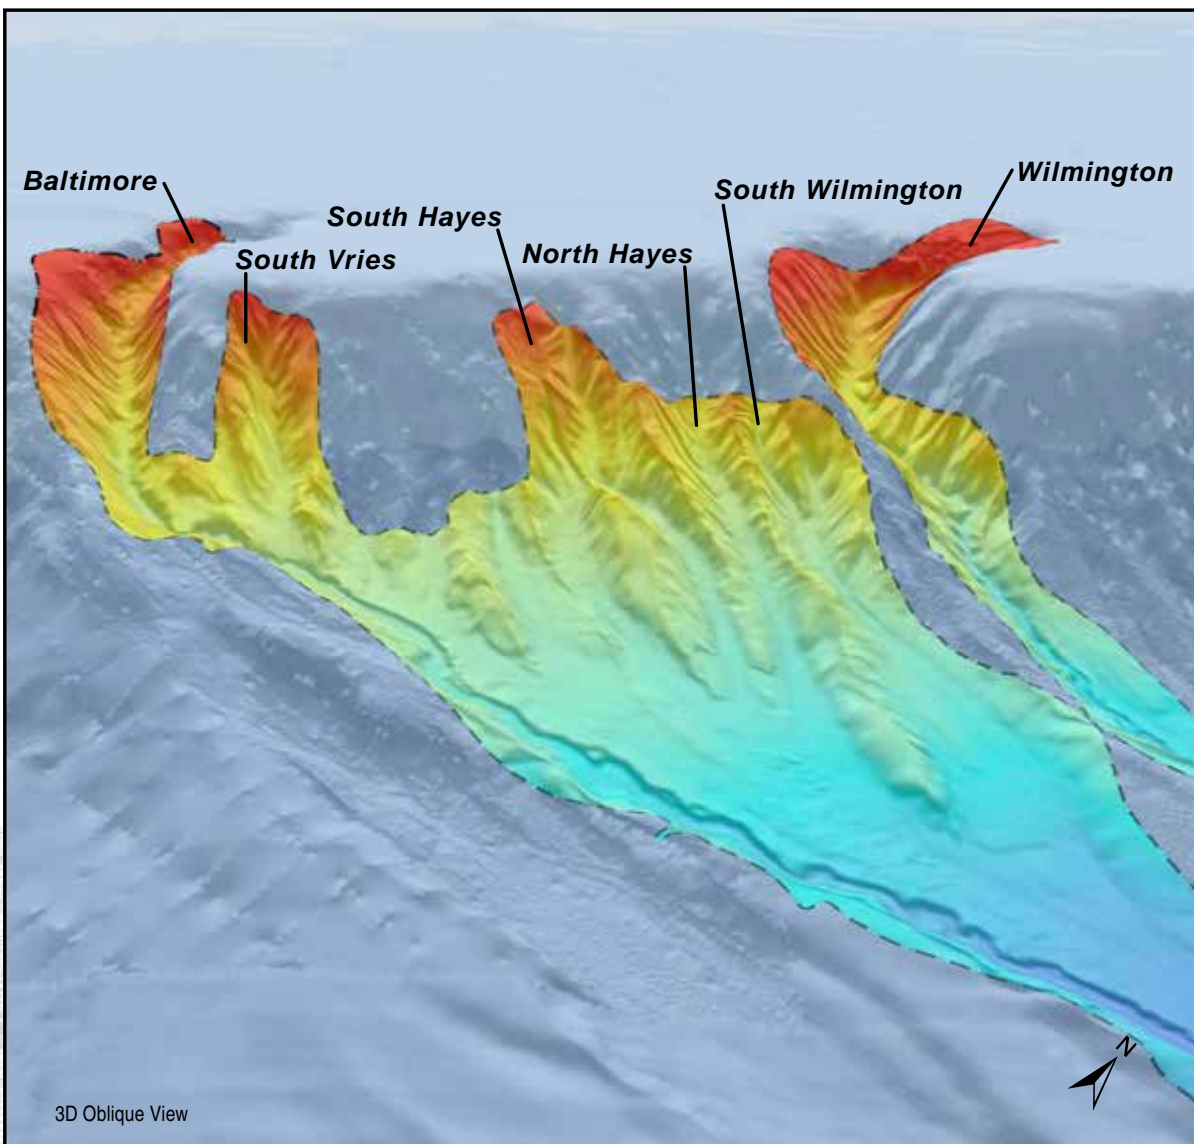 Baltimore
South Hayes
South Vries
North Hayes
South Wilmington
Wilmington
N
3D Oblique View